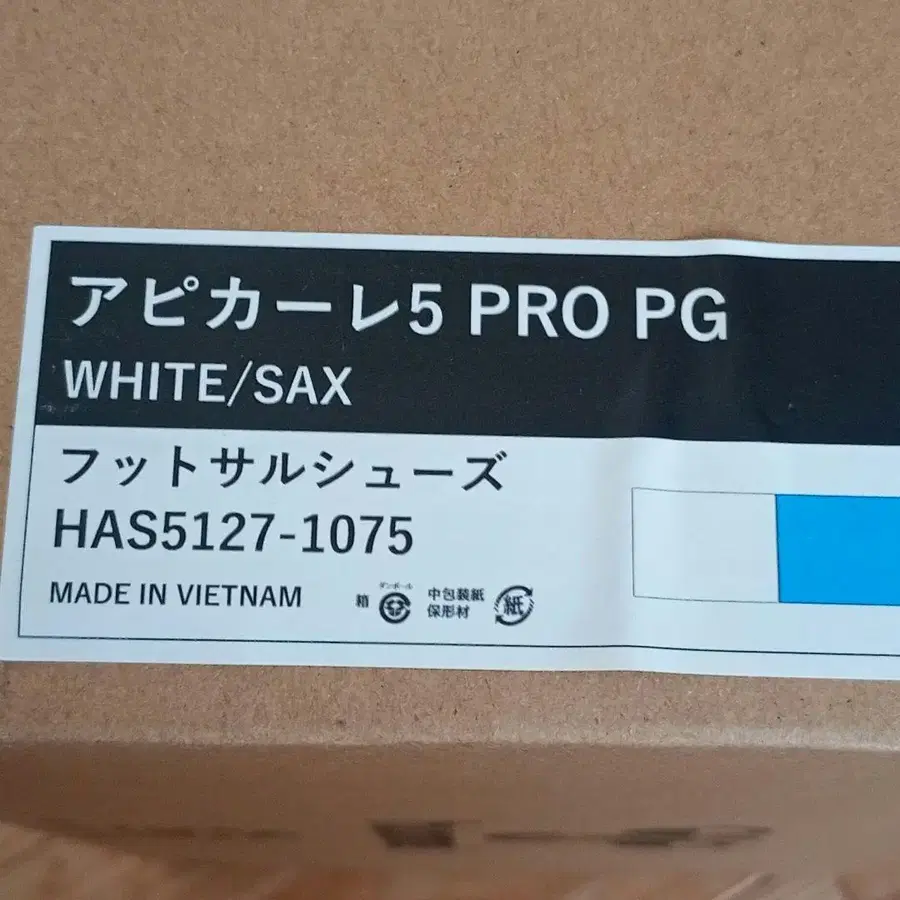 アピカーレ5 PRO PG
WHITE/SAX
フットサルシューズ
HAS5127-1075
MADE IN VIETNAM
箱
ダンボール
中包装紙
保形材
紙